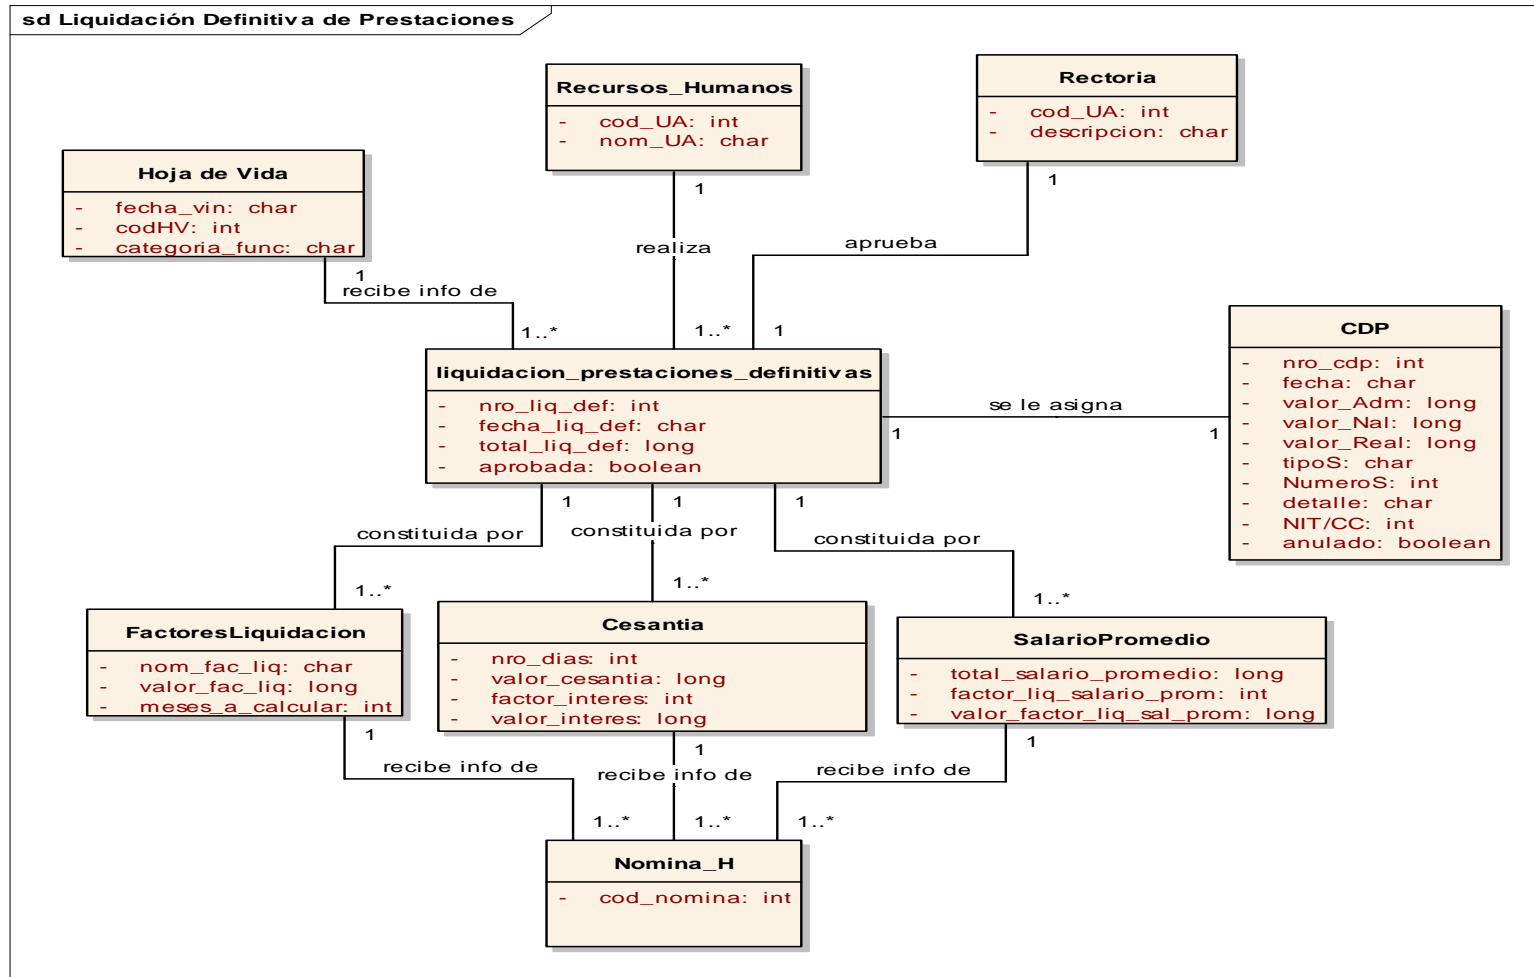 sd Liquidación Definitiva de Prestaciones
Recursos_Humanos
- cod_UA: int
- nom_UA: char
Rectoria
- cod_UA: int
- descripcion: char
Hoja de Vida
- fecha_vin: char
- codHV: int
- categoria_func: char
1
1
realiza
aprueba
1
recibe info de
1..*
1..*
1
liquidacion_prestaciones_definitivas
- nro_liq_def: int
- fecha_liq_def: char
- total_liq_def: long
- aprobada: boolean
se le asigna
1
1
CDP
- nro_cdp: int
- fecha: char
- valor_Adm: long
- valor_Nal: long
- valor_Real: long
- tipoS: char
- NumeroS: int
- detalle: char
- NIT/CC: int
- anulado: boolean
1
1
1
constituida por
constituida por
constituida por
1..*
1..*
1..*
FactoresLiquidacion
- nom_fac_liq: char
- valor_fac_liq: long
- meses_a_calcular: int
Cesantia
- nro_dias: int
- valor_cesantia: long
- factor_interes: int
- valor_interes: long
SalarioPromedio
- total_salario_promedio: long
- factor_liq_salario_prom: int
- valor_factor_liq_sal_prom: long
1
1
1
recibe info de
recibe info de
recibe info de
1..*
1..*
1..*
Nomina_H
- cod_nomina: int